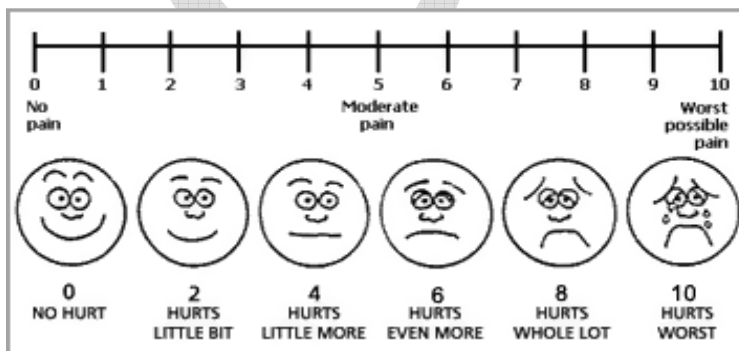 0 1 2 3 4 5 6 7 8 9 10
No Moderate Worst
pain pain possible
pain
0 2 4 6 8 10
NO HURT HURTS HURTS HURTS HURTS HURTS
LITTLE BIT LITTLE MORE EVEN MORE WHOLE LOT WORST